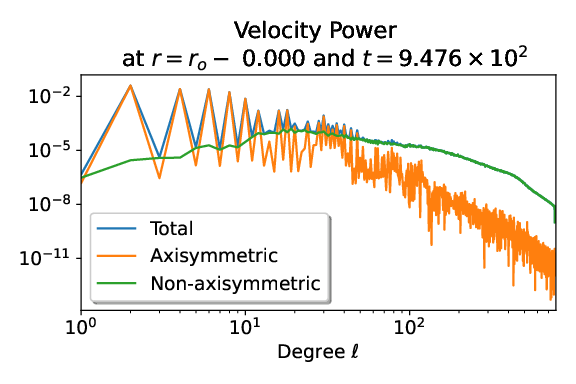 Velocity Power
at r = r_o − 0.000 and t = 9.476 × 10^2
10^−2
10^−5
10^−8
10^−11
Total
Axisymmetric
Non-axisymmetric
10^0 10^1 10^2
Degree ℓ